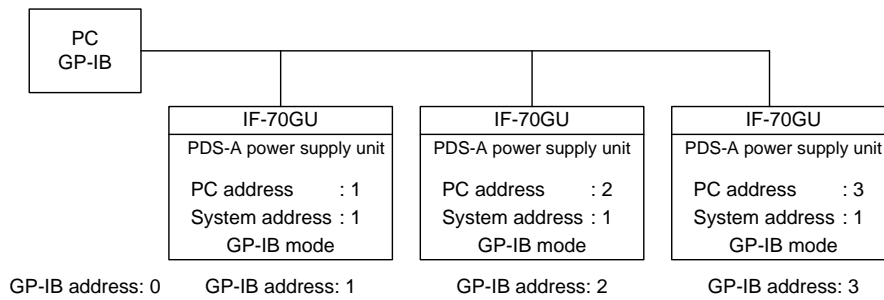 PC
GP-IB
IF-70GU
PDS-A power supply unit
PC address : 1
System address : 1
GP-IB mode
IF-70GU
PDS-A power supply unit
PC address : 2
System address : 1
GP-IB mode
IF-70GU
PDS-A power supply unit
PC address : 3
System address : 1
GP-IB mode
GP-IB address: 0
GP-IB address: 1
GP-IB address: 2
GP-IB address: 3